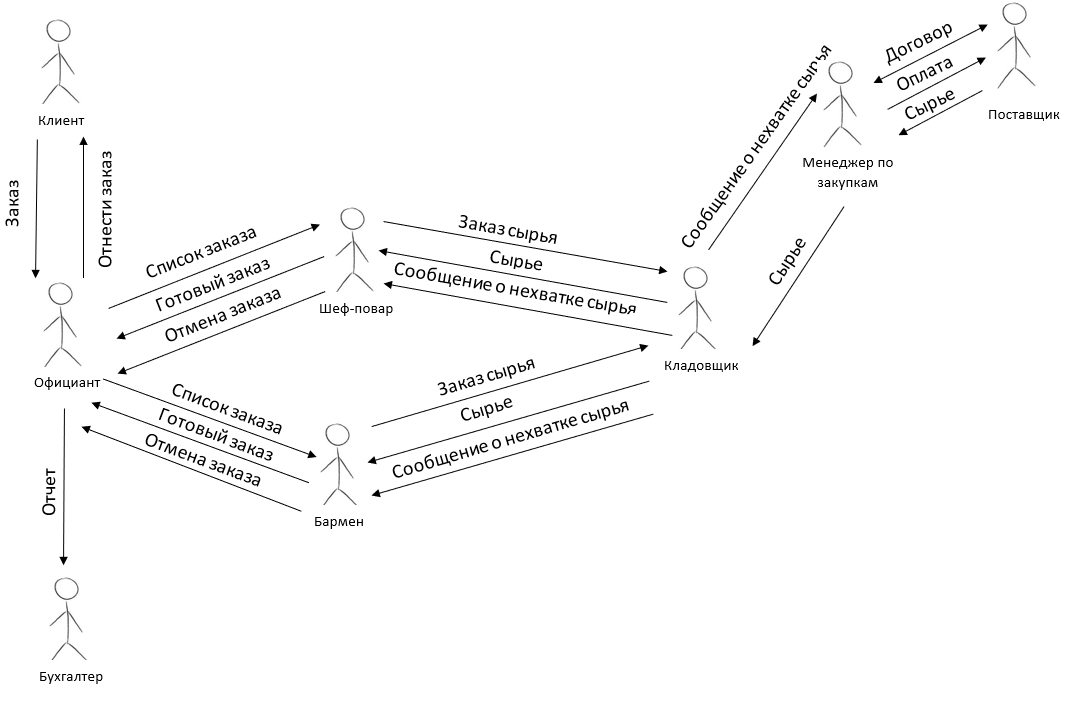 Клиент
Заказ
Отнести заказ
Официант
Список заказа
Готовый заказ
Отмена заказа
Шеф-повар
Заказ сырья
Сырье
Сообщение о нехватке сырья
Кладовщик
Сообщение о нехватке сырья
Менеджер по
закупкам
Договор
Оплата
Сырье
Поставщик
Сырье
Список заказа
Готовый заказ
Отмена заказа
Бармен
Заказ сырья
Сырье
Сообщение о нехватке сырья
Отчет
Бухгалтер